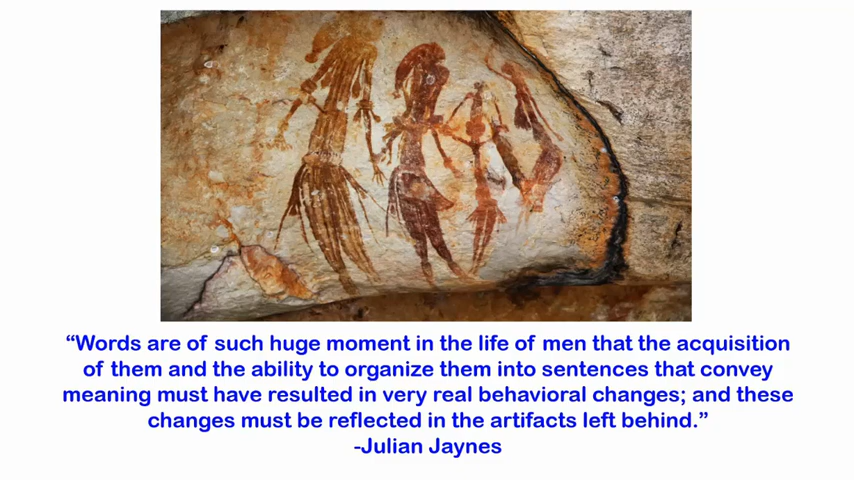 “Words are of such huge moment in the life of men that the acquisition
of them and the ability to organize them into sentences that convey
meaning must have resulted in very real behavioral changes; and these
changes must be reflected in the artifacts left behind.”
-Julian Jaynes